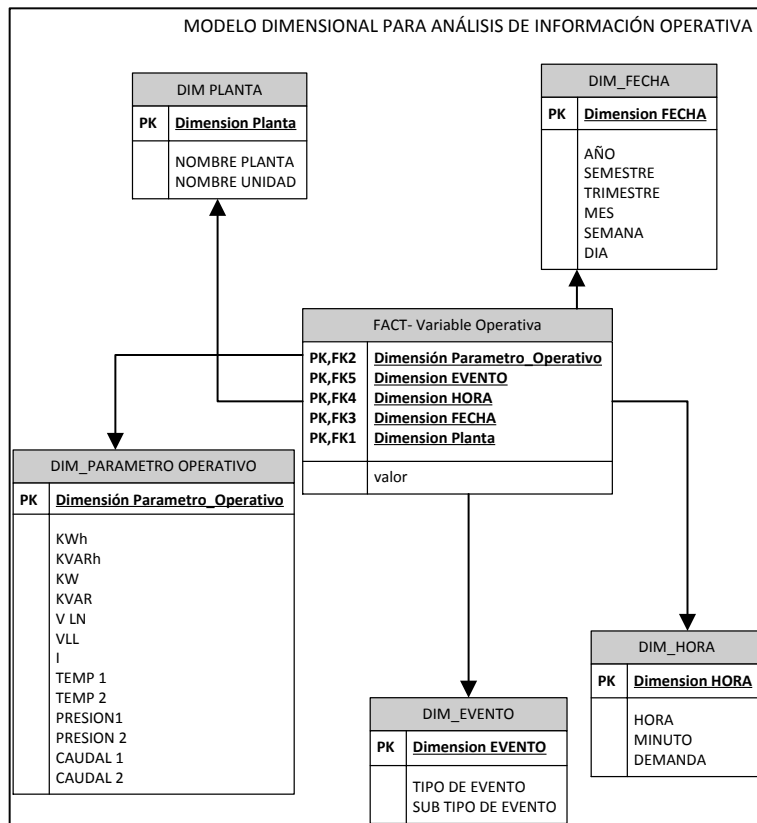 MODELO DIMENSIONAL PARA ANÁLISIS DE INFORMACIÓN OPERATIVA
DIM PLANTA
PK Dimension Planta
NOMBRE PLANTA
NOMBRE UNIDAD
DIM_FECHA
PK Dimension FECHA
AÑO
SEMESTRE
TRIMESTRE
MES
SEMANA
DIA
FACT- Variable Operativa
PK,FK2 Dimensión Parametro_Operativo
PK,FK5 Dimension EVENTO
PK,FK4 Dimension HORA
PK,FK3 Dimension FECHA
PK,FK1 Dimension Planta
valor
DIM_PARAMETRO OPERATIVO
PK Dimensión Parametro_Operativo
KWh
KVARh
KW
KVAR
V LN
VLL
I
TEMP 1
TEMP 2
PRESION1
PRESION 2
CAUDAL 1
CAUDAL 2
DIM_EVENTO
PK Dimension EVENTO
TIPO DE EVENTO
SUB TIPO DE EVENTO
DIM_HORA
PK Dimension HORA
HORA
MINUTO
DEMANDA